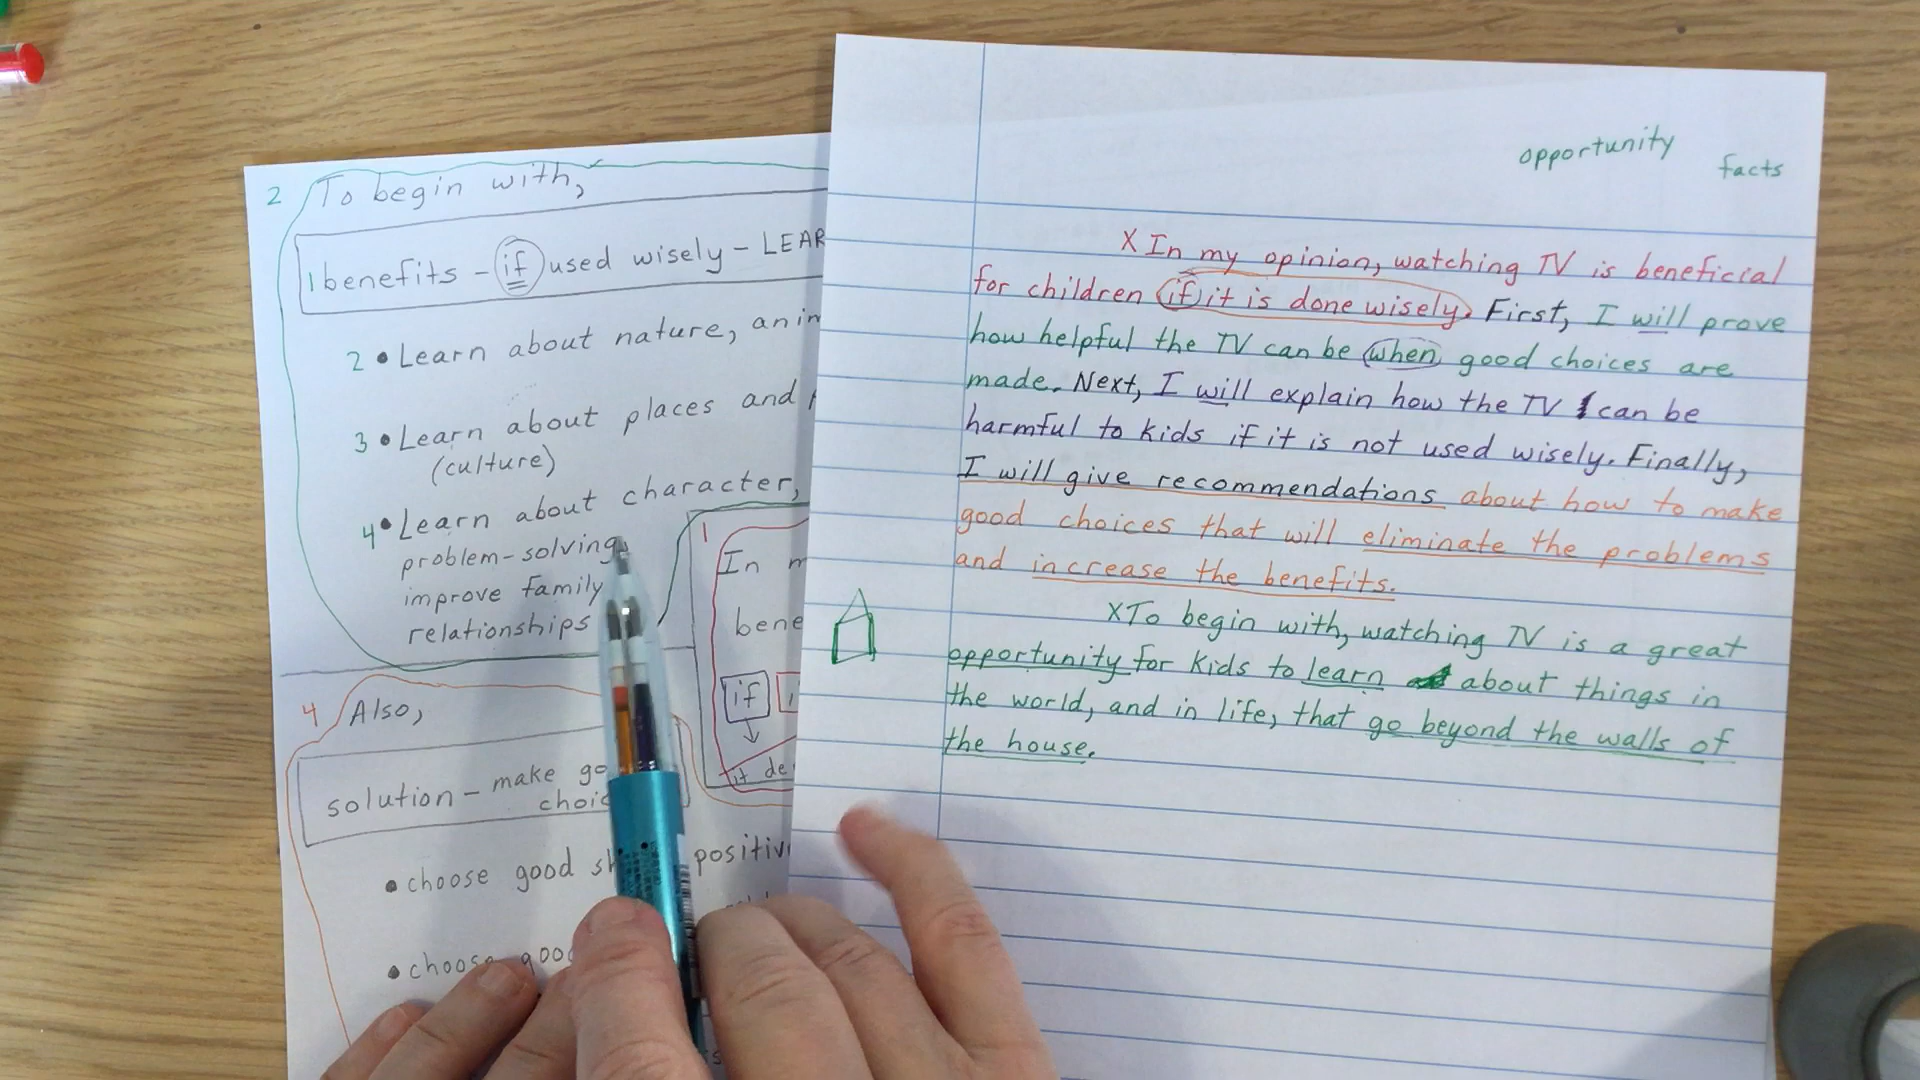 2 To begin with,
1 benefits - if used wisely - LEAR
2 • Learn about nature, anim
3 • Learn about places and
(culture)
4 • Learn about character,
problem-solving,
improve family
relationships
1
In m
bene
if
it de
4 Also,
solution - make go
choic
• choose good sh positiv
• choose good
opportunity
facts
X In my opinion, watching TV is beneficial
for children if it is done wisely. First, I will prove
how helpful the TV can be when good choices are
made. Next, I will explain how the TV can be
harmful to kids if it is not used wisely. Finally,
I will give recommendations about how to make
good choices that will eliminate the problems
and increase the benefits.
X To begin with, watching TV is a great
opportunity for kids to learn about things in
the world, and in life, that go beyond the walls of
the house.